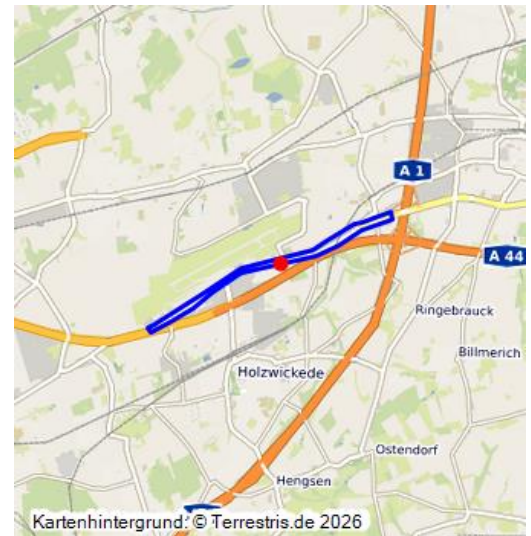 A 1
A 44
Ringebrauck
Billmerich
Holzwickede
Ostendorf
Hengsen
Kartenhintergrund: © Terrestris.de 2026